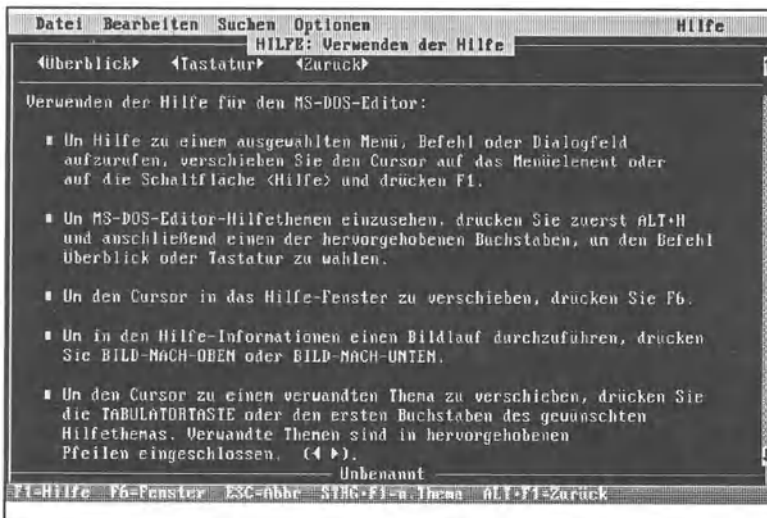 Datei Bearbeiten Suchen Optionen Hilfe
HILFE: Verwenden der Hilfe
◄Überblick► ◄Tastatur► ◄Zurück►
Verwenden der Hilfe für den MS-DOS-Editor:
■ Um Hilfe zu einem ausgewählten Menü, Befehl oder Dialogfeld
aufzurufen, verschieben Sie den Cursor auf das Menüelement oder
auf die Schaltfläche <Hilfe> und drücken F1.
■ Um MS-DOS-Editor-Hilfethemen einzusehen, drücken Sie zuerst ALT+H
und anschließend einen der hervorgehobenen Buchstaben, um den Befehl
Überblick oder Tastatur zu wählen.
■ Um den Cursor in das Hilfe-Fenster zu verschieben, drücken Sie F6.
■ Um in den Hilfe-Informationen einen Bildlauf durchzuführen, drücken
Sie BILD-NACH-OBEN oder BILD-NACH-UNTEN.
■ Um den Cursor zu einem verwandten Thema zu verschieben, drücken Sie
die TABULATORTASTE oder den ersten Buchstaben des gewünschten
Hilfethemas. Verwandte Themen sind in hervorgehobenen
Pfeilen eingeschlossen. (◄ ►).
Unbenannt
F1=Hilfe F6=Fenster ESC=Abbr STRG+F1=n.Thema ALT+F1=Zurück